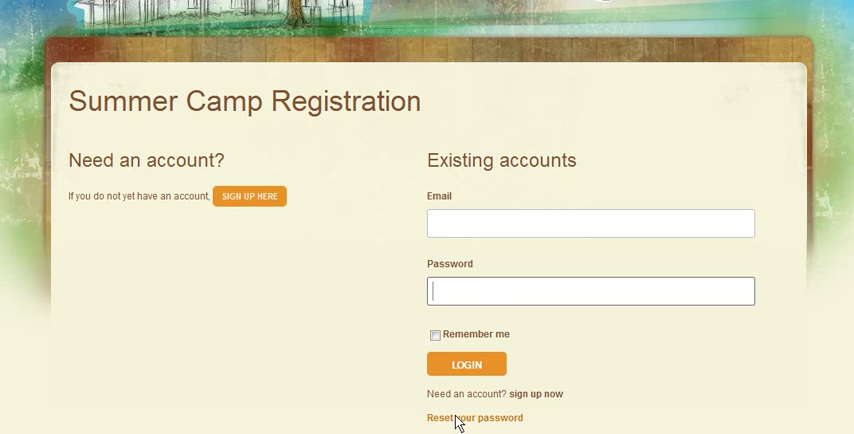 Summer Camp Registration
Need an account?
If you do not yet have an account, SIGN UP HERE
Existing accounts
Email
Password
Remember me
LOGIN
Need an account? sign up now
Reset your password